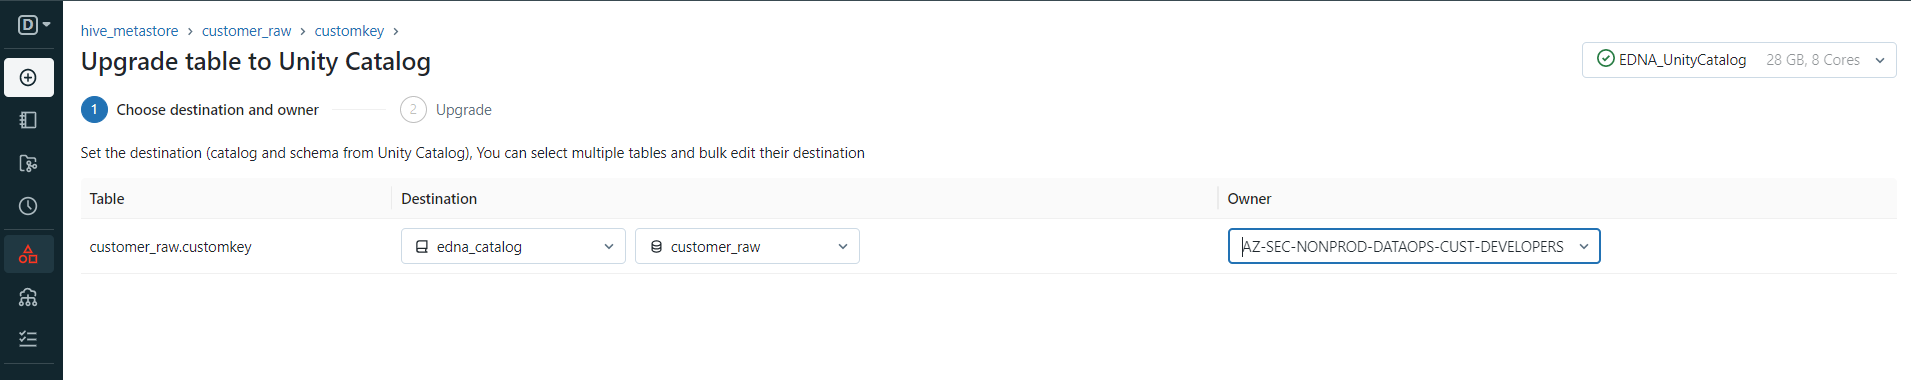 D
hive_metastore > customer_raw > customkey >
Upgrade table to Unity Catalog
EDNA_UnityCatalog 28 GB, 8 Cores
1 Choose destination and owner 2 Upgrade
Set the destination (catalog and schema from Unity Catalog), You can select multiple tables and bulk edit their destination
Table Destination Owner
customer_raw.customkey edna_catalog customer_raw AZ-SEC-NONPROD-DATAOPS-CUST-DEVELOPERS